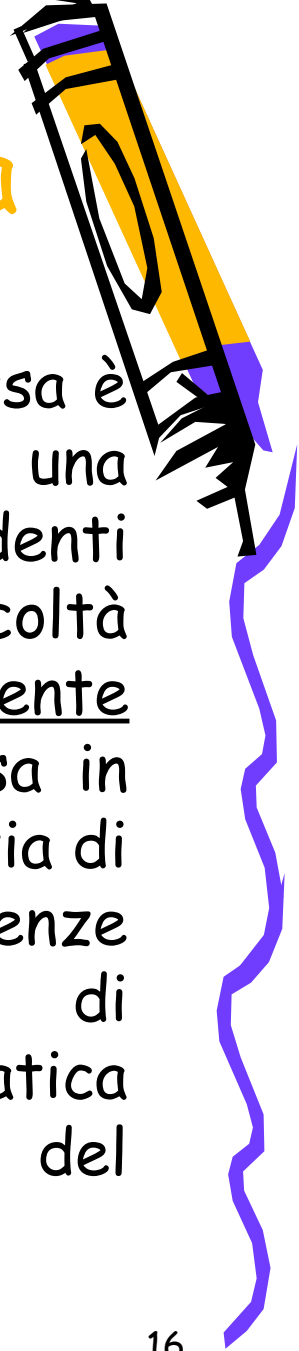 a
sa è
una
denti
coltà
ente
sa in
ia di
enze
di
atica
del
16